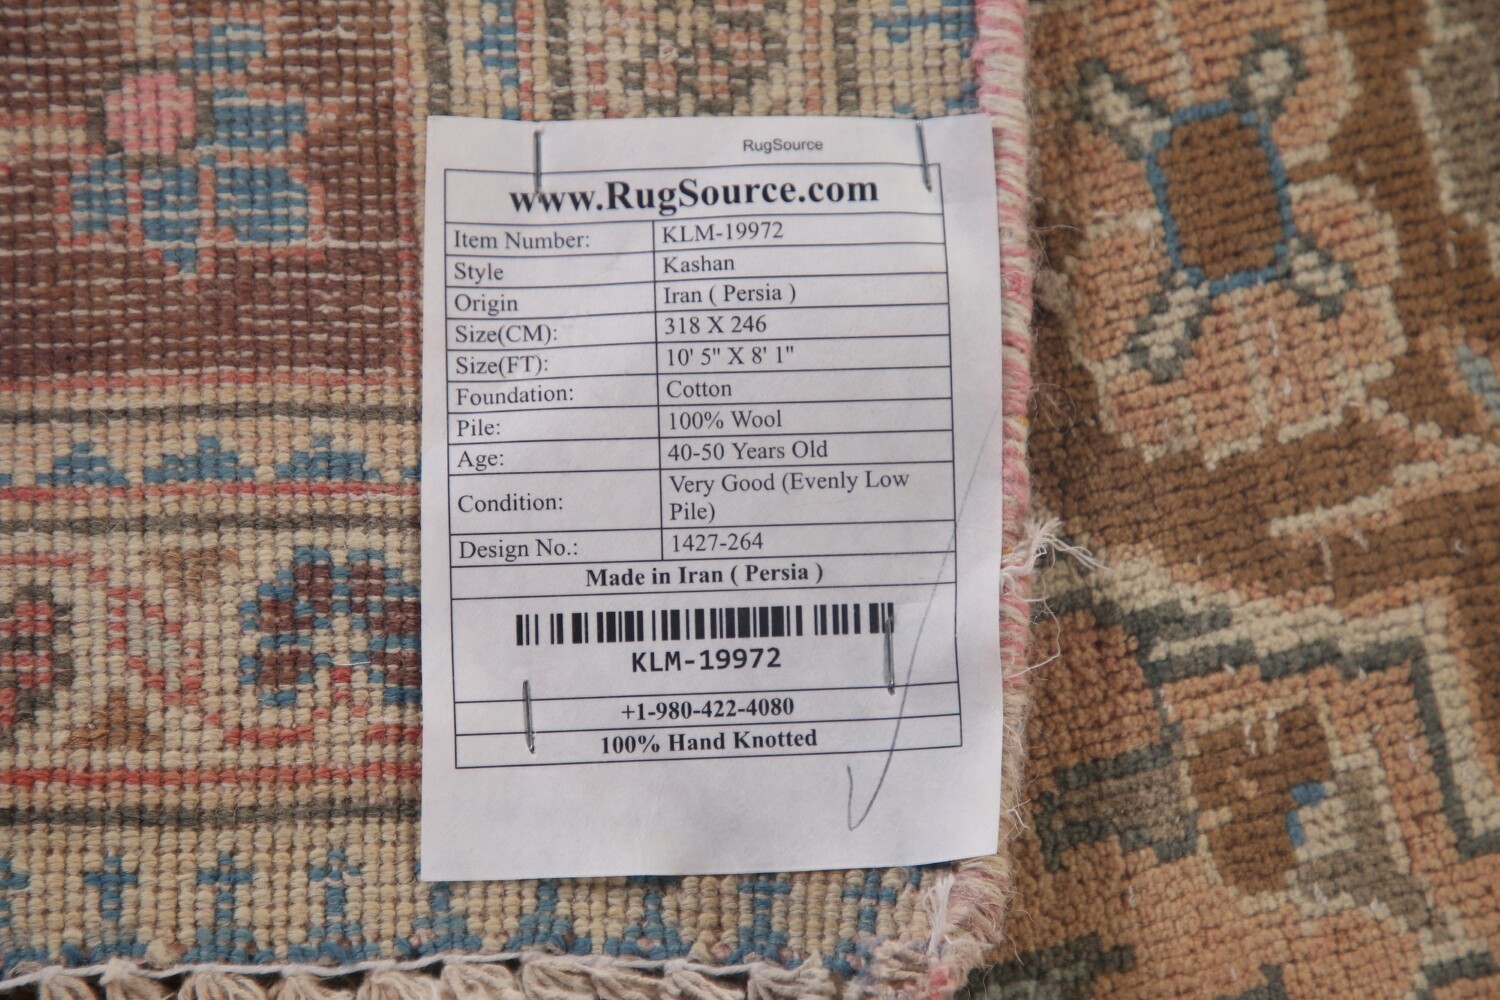 RugSource
www.RugSource.com
Item Number: KLM-19972
Style Kashan
Origin Iran ( Persia )
Size(CM): 318 X 246
Size(FT): 10' 5" X 8' 1"
Foundation: Cotton
Pile: 100% Wool
Age: 40-50 Years Old
Condition: Very Good (Evenly Low
Pile)
Design No.: 1427-264
Made in Iran ( Persia )
KLM-19972
+1-980-422-4080
100% Hand Knotted